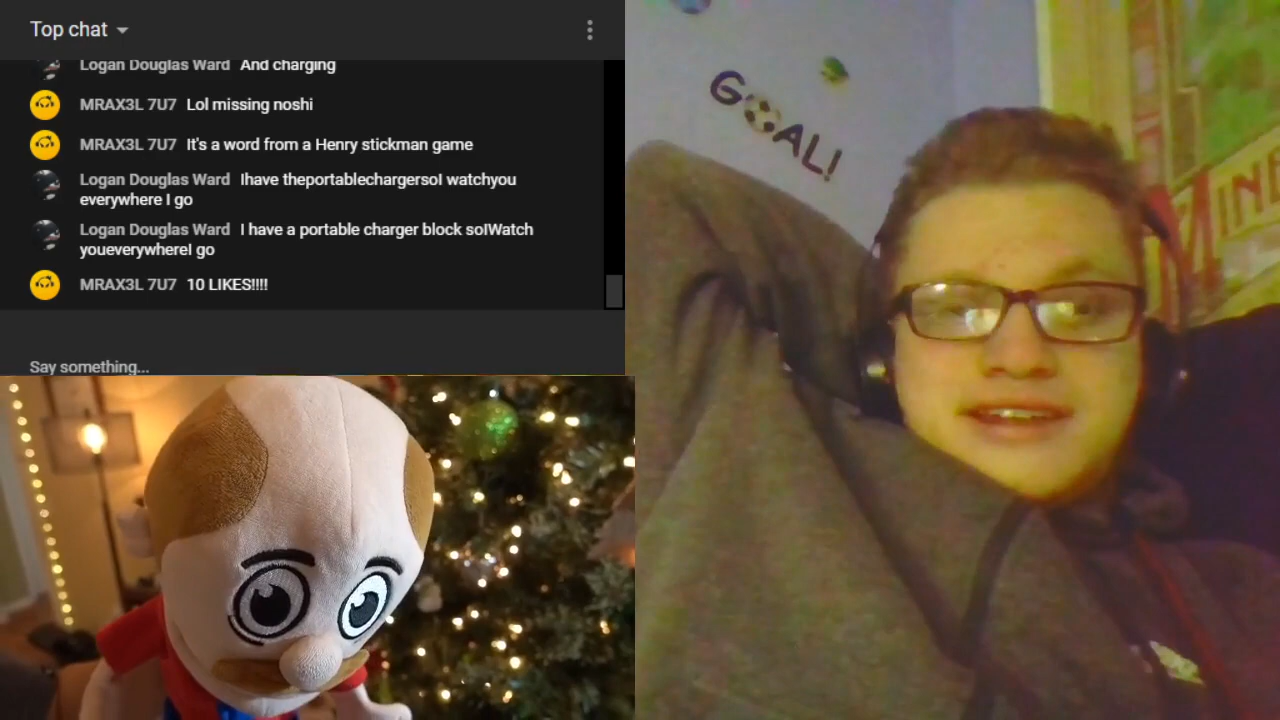 Top chat
Logan Douglas Ward And charging
MRAX3L 7U7 Lol missing noshi
MRAX3L 7U7 It's a word from a Henry stickman game
Logan Douglas Ward Ihave theportablechargersoI watchyou
everywhere I go
Logan Douglas Ward I have a portable charger block soIWatch
youeverywhereI go
MRAX3L 7U7 10 LIKES!!!!
Say something...
GOAL!